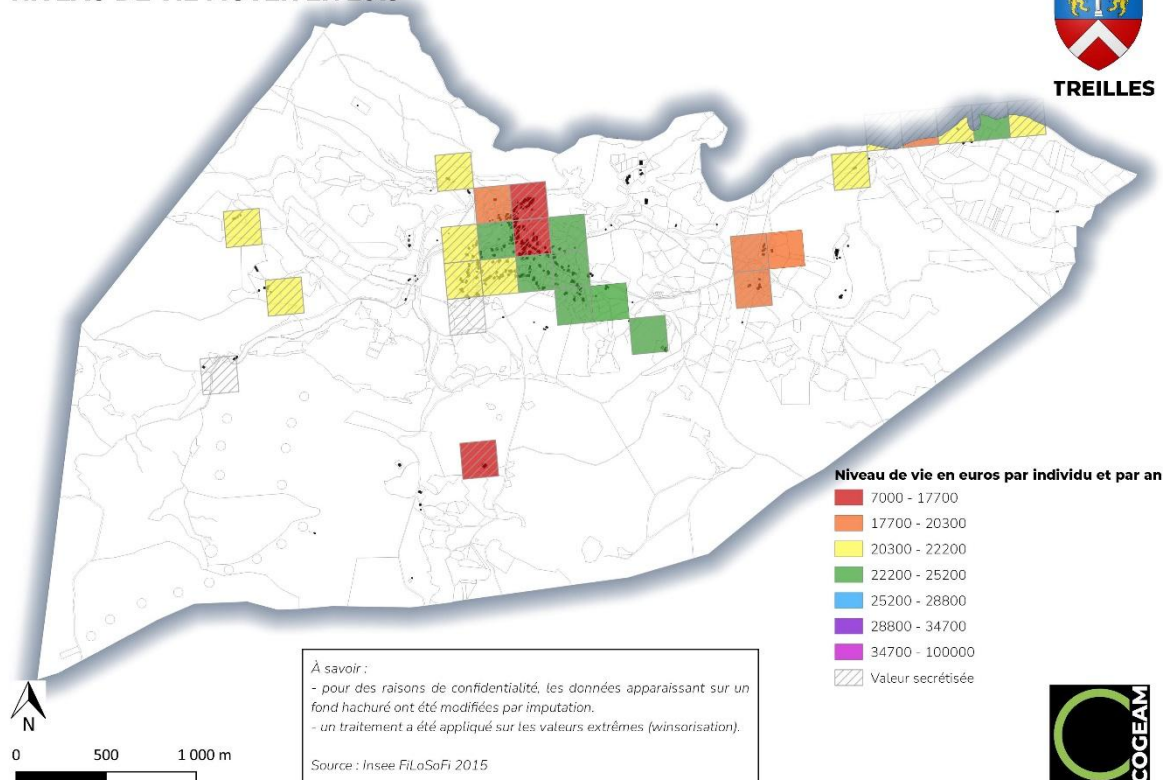 TREILLES
Niveau de vie en euros par individu et par an
7000 - 17700
17700 - 20300
20300 - 22200
22200 - 25200
25200 - 28800
28800 - 34700
34700 - 100000
Valeur secrétisée
À savoir :
- pour des raisons de confidentialité, les données apparaissant sur un
fond hachuré ont été modifiées par imputation.
- un traitement a été appliqué sur les valeurs extrêmes (winsorisation).
Source : Insee FiLoSoFi 2015
N
0 500 1 000 m
COGEAM